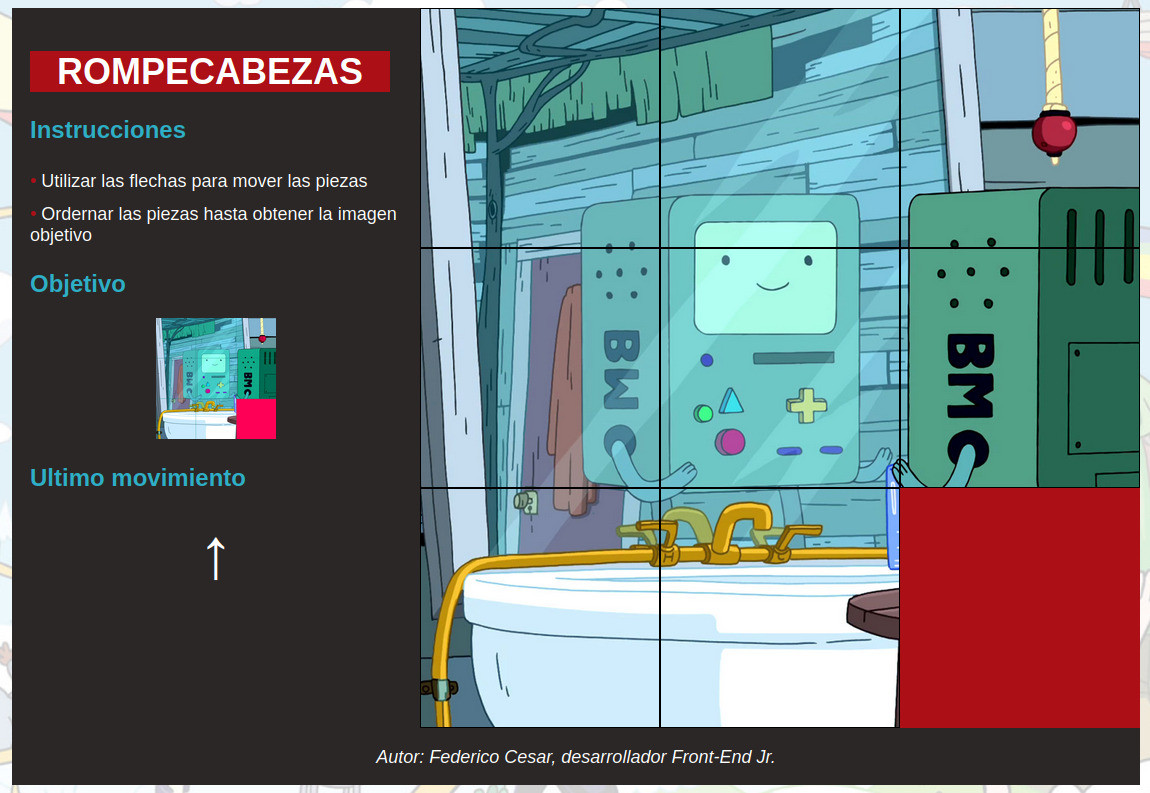 ROMPECABEZAS
Instrucciones
• Utilizar las flechas para mover las piezas
• Ordernar las piezas hasta obtener la imagen
objetivo
Objetivo
Ultimo movimiento
↑
BMO
BMO
Autor: Federico Cesar, desarrollador Front-End Jr.